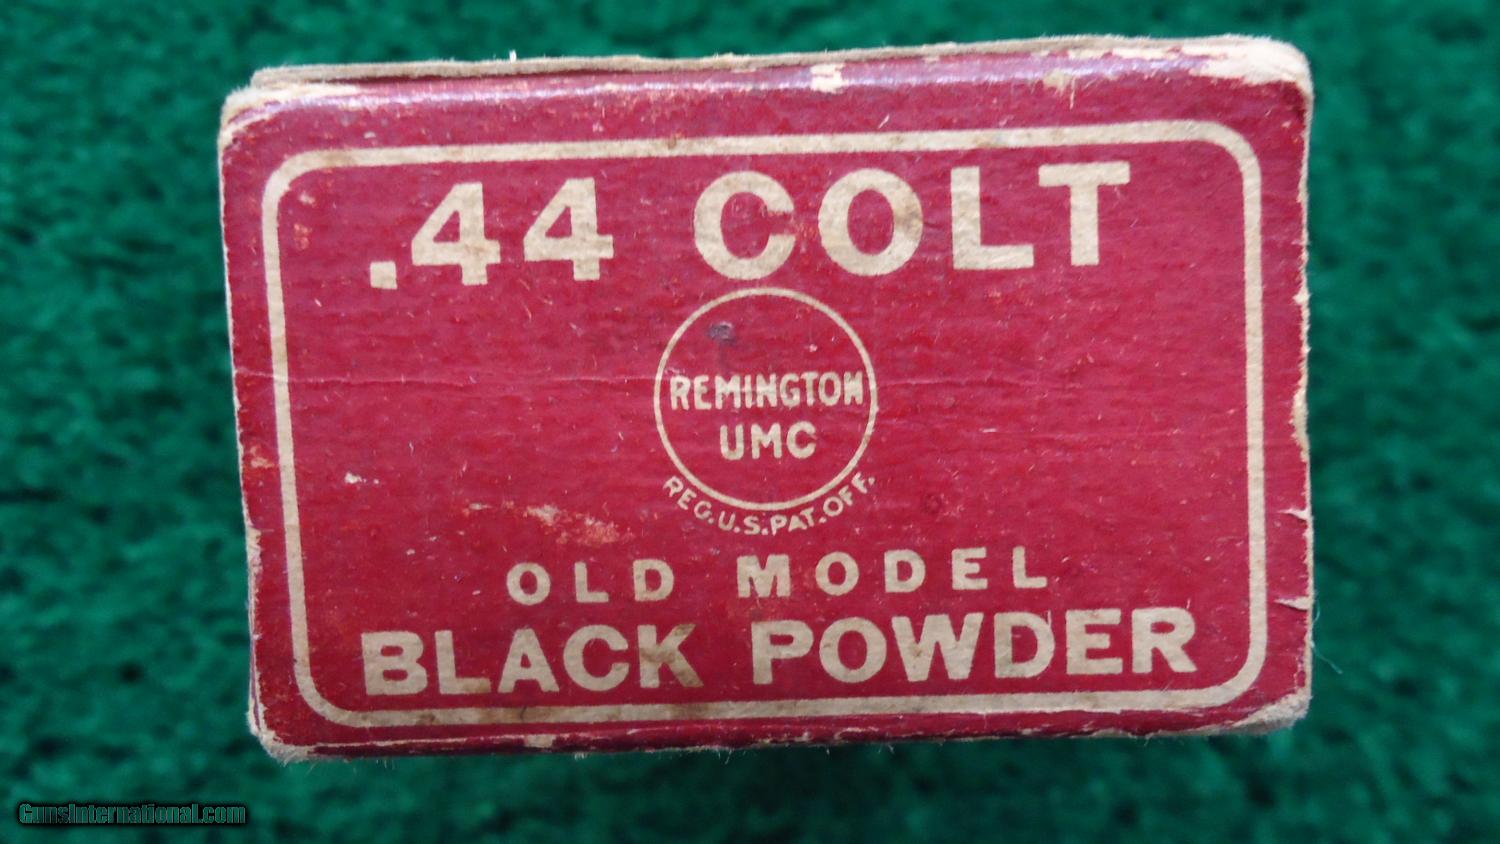 .44 COLT
REMINGTON
UMC
REG.U.S.PAT.OFF.
OLD MODEL
BLACK POWDER
GunsInternational.com